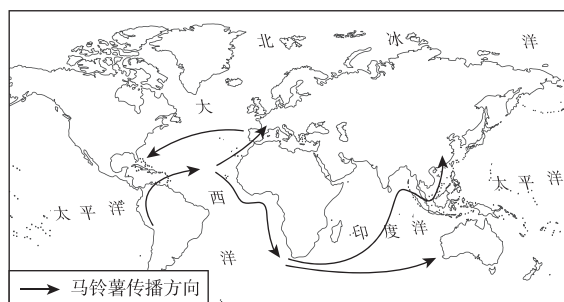 北 冰 洋
大
西
洋
太 平 洋
印 度 洋
太 平 洋
马铃薯传播方向